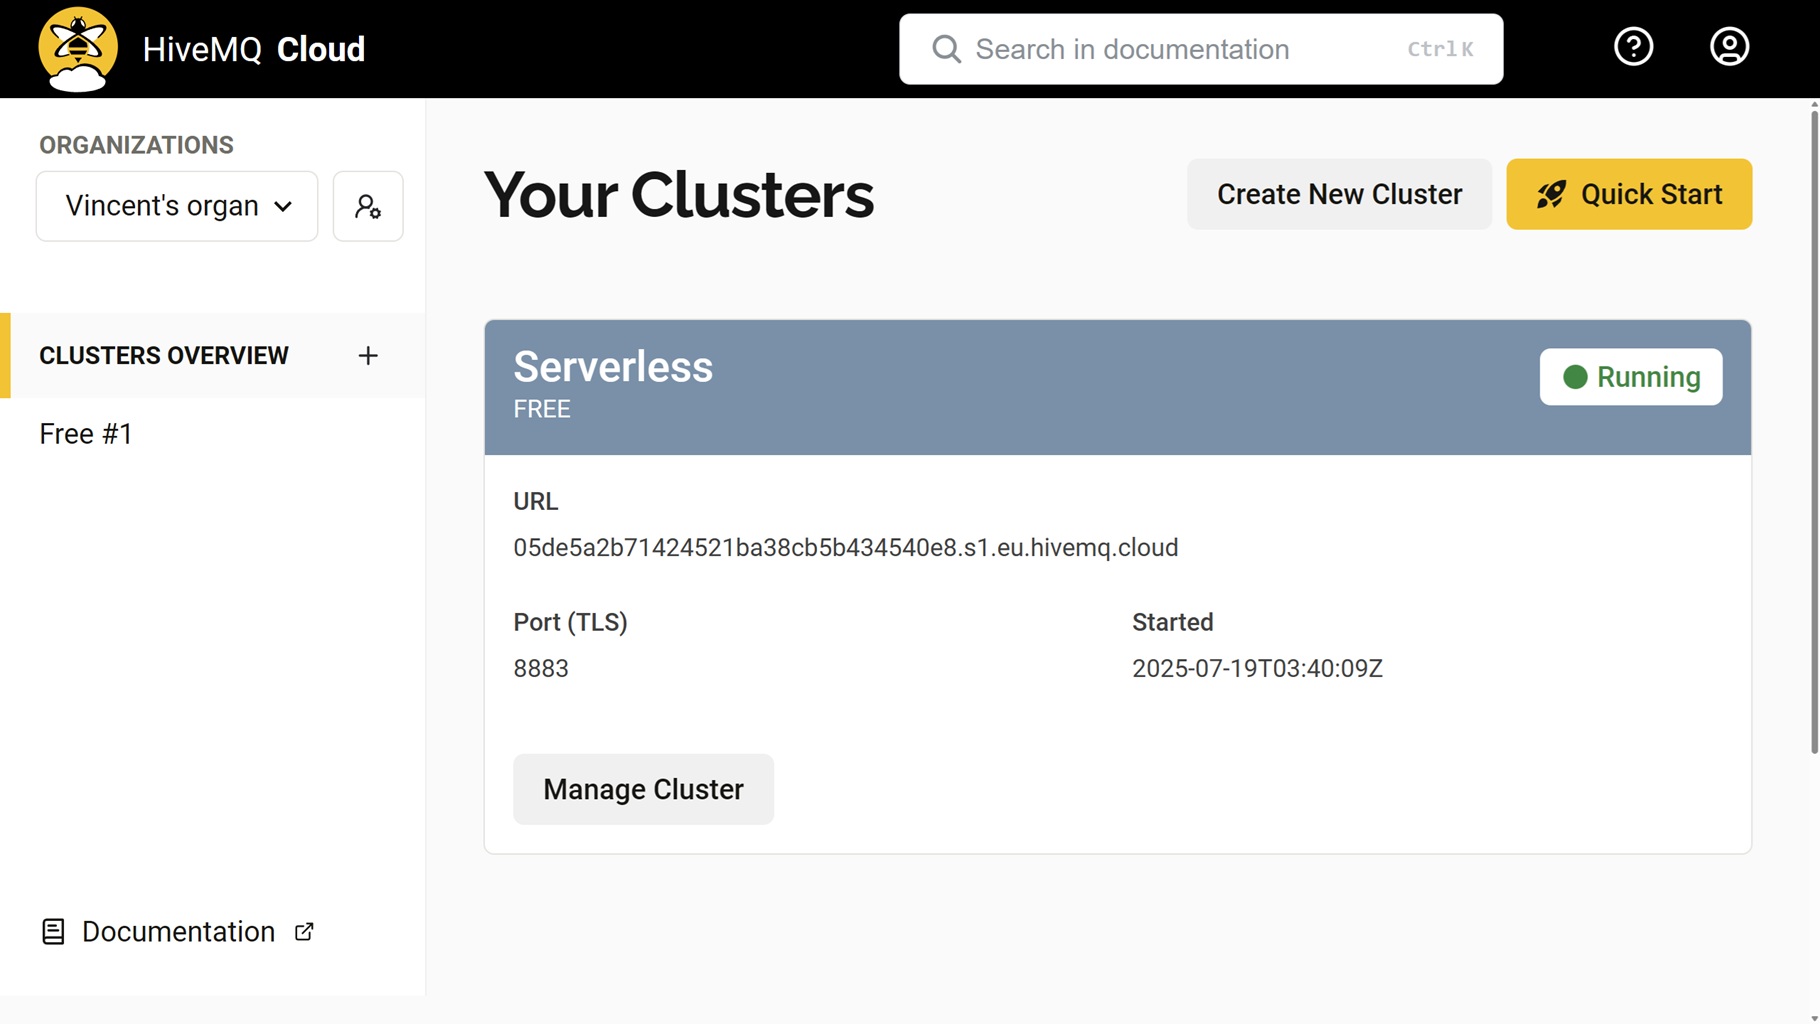 HiveMQ Cloud
Search in documentation Ctrl K
ORGANIZATIONS
Vincent's organ
CLUSTERS OVERVIEW
Free #1
Documentation
Your Clusters
Create New Cluster
Quick Start
Serverless
FREE
Running
URL
05de5a2b71424521ba38cb5b434540e8.s1.eu.hivemq.cloud
Port (TLS)
8883
Started
2025-07-19T03:40:09Z
Manage Cluster